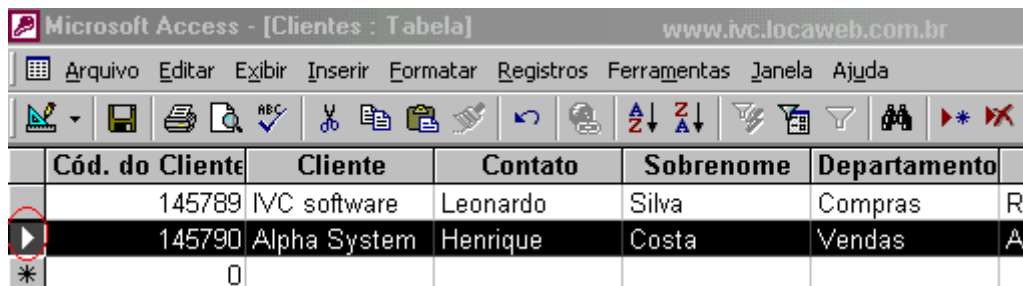 Microsoft Access - [Clientes : Tabela] www.ivc.locaweb.com.br
Arquivo Editar Exibir Inserir Formatar Registros Ferramentas Janela Ajuda
ABC A Z Z A
Cód. do Cliente Cliente Contato Sobrenome Departamento
145789 IVC software Leonardo Silva Compras R
145790 Alpha System Henrique Costa Vendas A
* 0